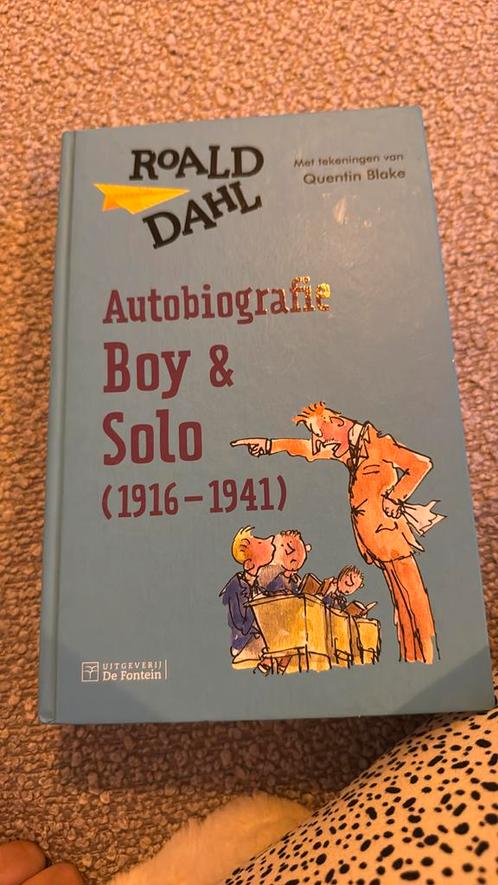 ROALD
DAHL
Met tekeningen van
Quentin Blake
Autobiografie
Boy &
Solo
(1916 – 1941)
UITGEVERIJ
De Fontein